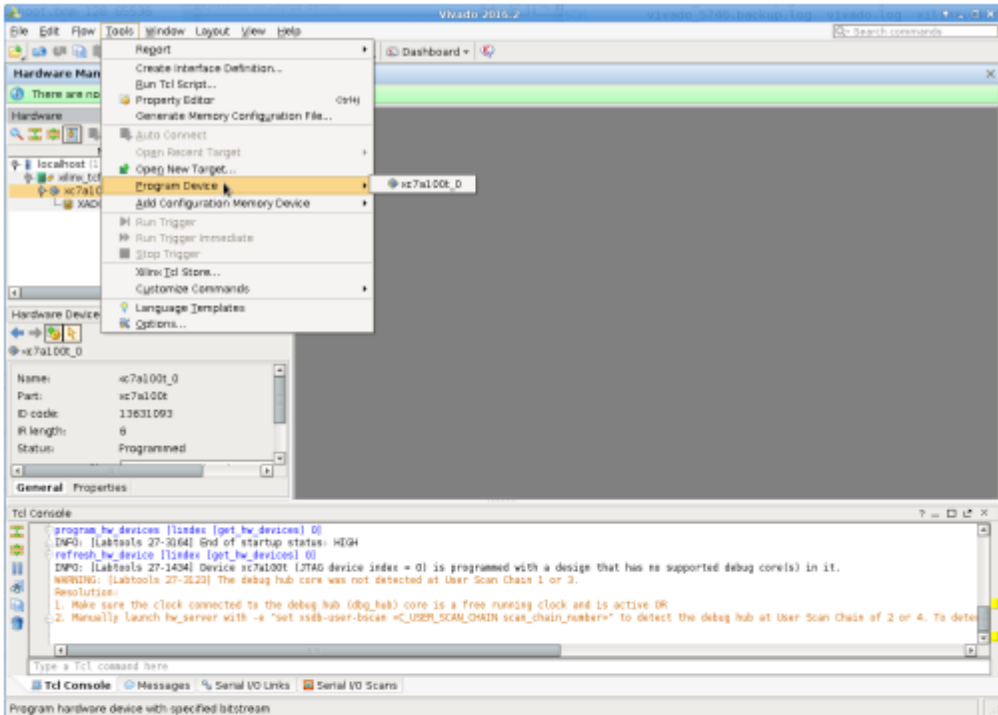 Vivado 2016.2
File Edit Flow Tools Window Layout View Help
Search commands
Dashboard
Hardware Man
There are no
Hardware
localhost (1
xilinx_tcf
xc7a10
XAD
Report
Create Interface Definition...
Run Tcl Script...
Property Editor Ctrl+J
Generate Memory Configuration File...
Auto Connect
Open Recent Target
Open New Target...
Program Device
xc7a100t_0
Add Configuration Memory Device
Run Trigger
Run Trigger Immediate
Stop Trigger
Xilinx Tcl Store...
Customize Commands
Language Templates
Options...
Hardware Device
xc7a100t_0
Name: xc7a100t_0
Part: xc7a100t
ID code: 13631093
IR length: 6
Status: Programmed
General Properties
Tcl Console
program_hw_devices [lindex [get_hw_devices] 0]
INFO: [Labtools 27-3164] End of startup status: HIGH
refresh_hw_device [lindex [get_hw_devices] 0]
INFO: [Labtools 27-1434] Device xc7a100t (JTAG device index = 0) is programmed with a design that has no supported debug core(s) in it.
WARNING: [Labtools 27-3123] The debug hub core was not detected at User Scan Chain 1 or 3.
Resolution:
1. Make sure the clock connected to the debug hub (dbg_hub) core is a free running clock and is active OR
2. Manually launch hw_server with -e "set xsdb-user-bscan <C_USER_SCAN_CHAIN scan_chain_number>" to detect the debug hub at User Scan Chain of 2 or 4. To deter
Type a Tcl command here
Tcl Console Messages Serial I/O Links Serial I/O Scans
Program hardware device with specified bitstream